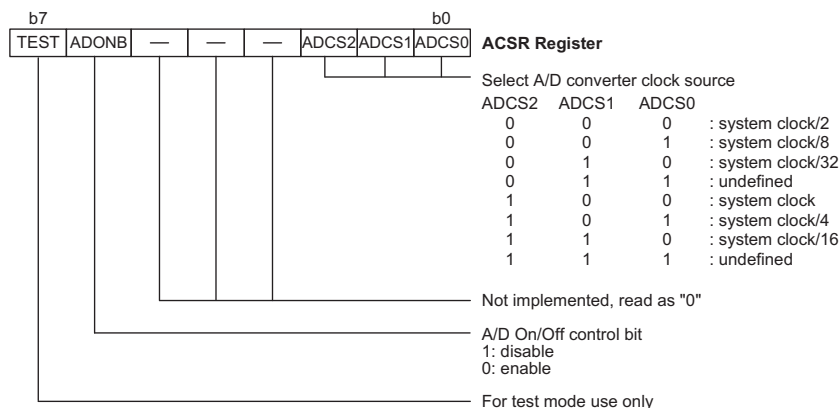 b7 b0
TEST ADONB — — — ADCS2 ADCS1 ADCS0 ACSR Register
Select A/D converter clock source
ADCS2 ADCS1 ADCS0
0 0 0 : system clock/2
0 0 1 : system clock/8
0 1 0 : system clock/32
0 1 1 : undefined
1 0 0 : system clock
1 0 1 : system clock/4
1 1 0 : system clock/16
1 1 1 : undefined
Not implemented, read as "0"
A/D On/Off control bit
1: disable
0: enable
For test mode use only